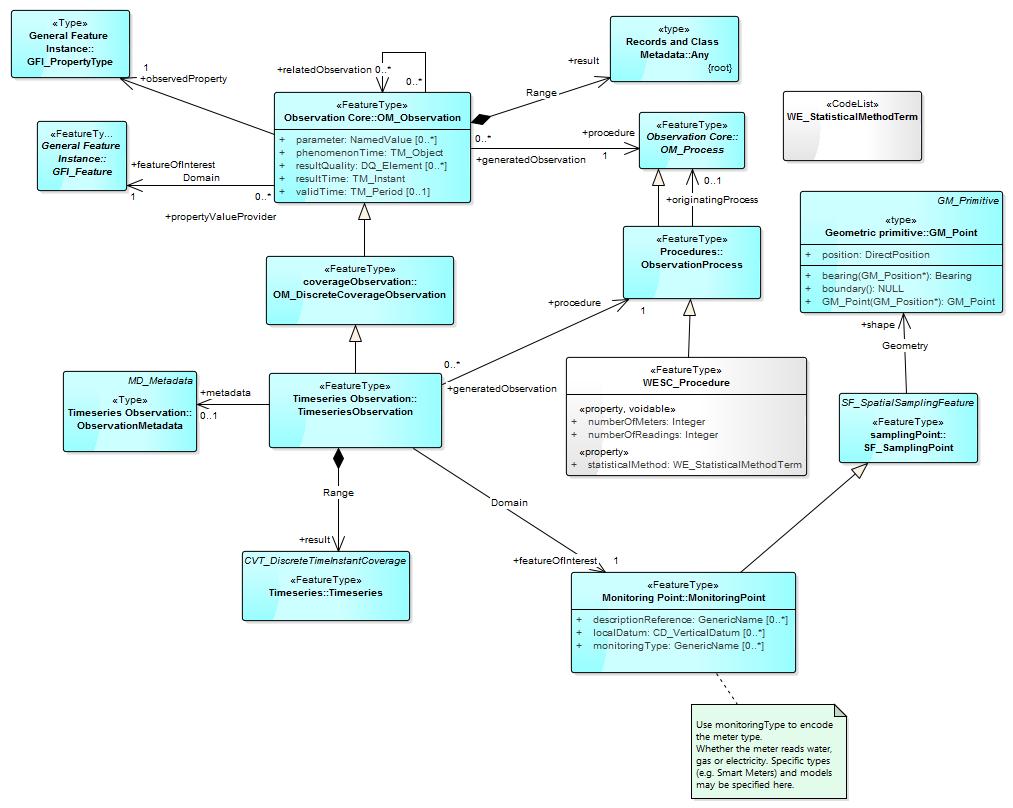 «Type»
General Feature
Instance::
GFI_PropertyType
1
+observedProperty
+relatedObservation 0..*
0..*
«type»
Records and Class
Metadata::Any
{root}
+result
Range
«FeatureType»
Observation Core::OM_Observation
+ parameter: NamedValue [0..*]
+ phenomenonTime: TM_Object
+ resultQuality: DQ_Element [0..*]
+ resultTime: TM_Instant
+ validTime: TM_Period [0..1]
«FeatureTy...
General Feature
Instance::
GFI_Feature
+featureOfInterest
Domain
1
0..*
+propertyValueProvider
0..*
+generatedObservation
+procedure
1
«FeatureType»
Observation Core::
OM_Process
0..1
+originatingProcess
«CodeList»
WE_StatisticalMethodTerm
GM_Primitive
«type»
Geometric primitive::GM_Point
+ position: DirectPosition
+ bearing(GM_Position*): Bearing
+ boundary(): NULL
+ GM_Point(GM_Position*): GM_Point
«FeatureType»
Procedures::
ObservationProcess
«FeatureType»
coverageObservation::
OM_DiscreteCoverageObservation
+procedure
1
+shape
Geometry
0..*
+generatedObservation
«FeatureType»
WESC_Procedure
«property, voidable»
+ numberOfMeters: Integer
+ numberOfReadings: Integer
«property»
+ statisticalMethod: WE_StatisticalMethodTerm
MD_Metadata
«Type»
Timeseries Observation::
ObservationMetadata
+metadata
0..1
«FeatureType»
Timeseries Observation::
TimeseriesObservation
SF_SpatialSamplingFeature
«FeatureType»
samplingPoint::
SF_SamplingPoint
Range
+result
Domain
+featureOfInterest
1
CVT_DiscreteTimeInstantCoverage
«FeatureType»
Timeseries::Timeseries
«FeatureType»
Monitoring Point::MonitoringPoint
+ descriptionReference: GenericName [0..*]
+ localDatum: CD_VerticalDatum [0..*]
+ monitoringType: GenericName [0..*]
Use monitoringType to encode
the meter type.
Whether the meter reads water,
gas or electricity. Specific types
(e.g. Smart Meters) and models
may be specified here.